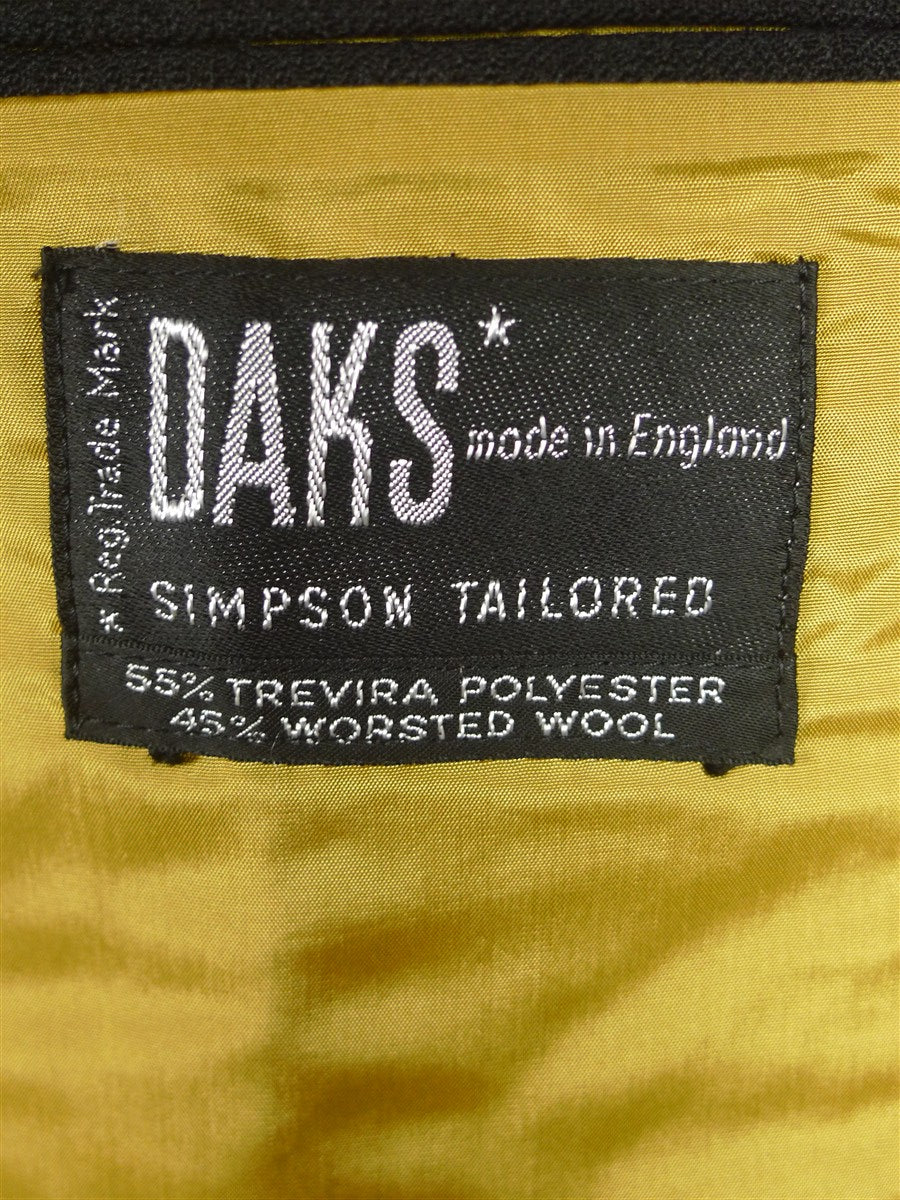 * Reg. Trade Mark
DAKS*
made in England
SIMPSON TAILORED
55% TREVIRA POLYESTER
45% WORSTED WOOL